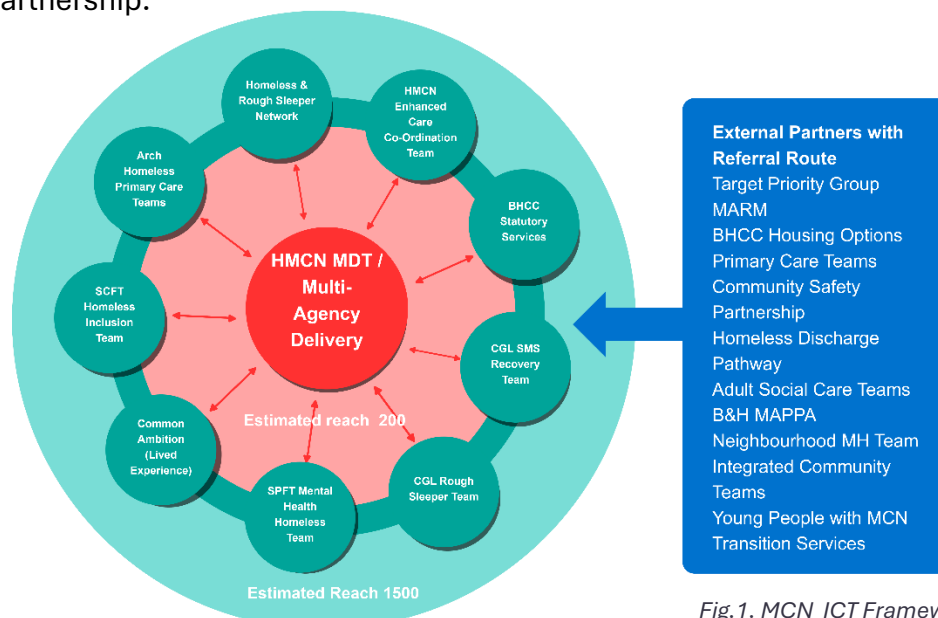 artnership.
Homeless &
Rough Sleeper
Network
HMCN
Enhanced
Care
Co-Ordination
Team
Arch
Homeless
Primary Care
Teams
BHCC
Statutory
Services
HMCN MDT /
Multi-
Agency
Delivery
SCFT
Homeless
Inclusion
Team
CGL SMS
Recovery
Team
Estimated reach 200
Common
Ambition
(Lived
Experience)
CGL Rough
Sleeper Team
SPFT Mental
Health
Homeless
Team
Estimated Reach 1500
External Partners with
Referral Route
Target Priority Group
MARM
BHCC Housing Options
Primary Care Teams
Community Safety
Partnership
Homeless Discharge
Pathway
Adult Social Care Teams
B&H MAPPA
Neighbourhood MH Team
Integrated Community
Teams
Young People with MCN
Transition Services
Fig.1. MCN ICT Framew